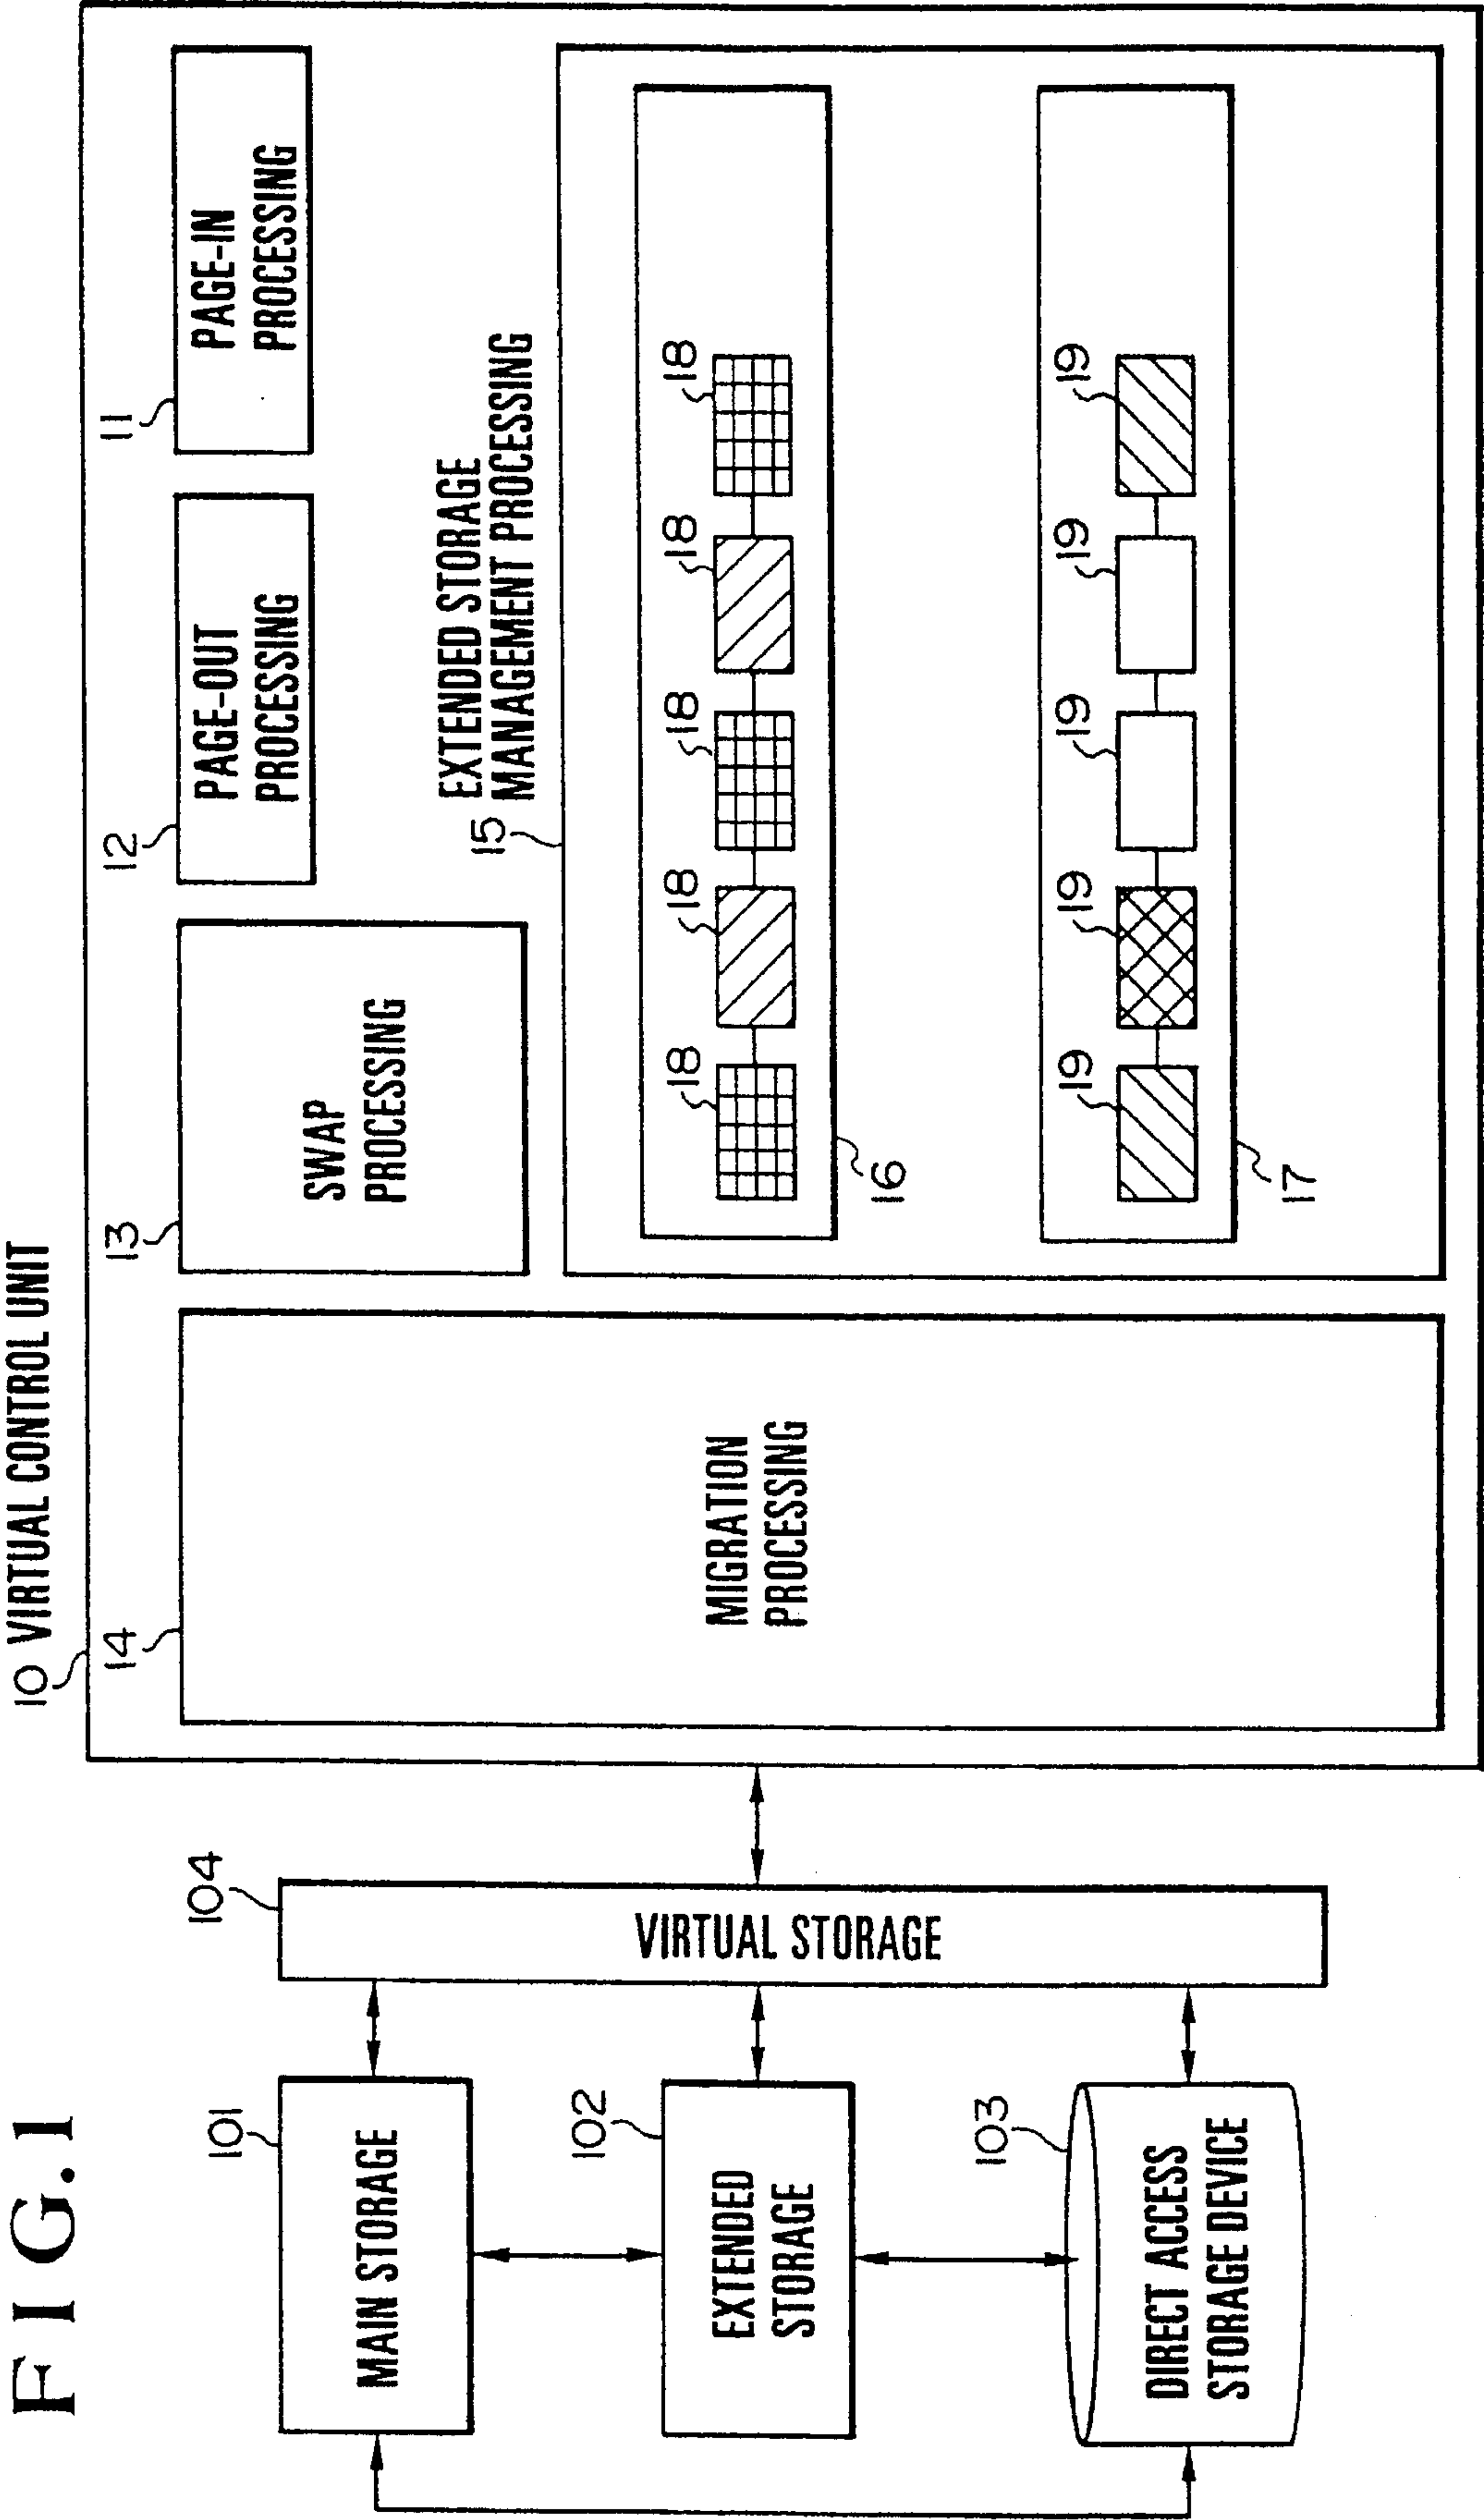 FIG.1
10 VIRTUAL CONTROL UNIT
101
MAIN STORAGE
102
EXTENDED
STORAGE
103
DIRECT ACCESS
STORAGE DEVICE
104
VIRTUAL STORAGE
14
MIGRATION
PROCESSING
13
SWAP
PROCESSING
12
PAGE-OUT
PROCESSING
11
PAGE-IN
PROCESSING
15
EXTENDED STORAGE
MANAGEMENT PROCESSING
18
18
18
18
18
16
19
19
19
19
19
17